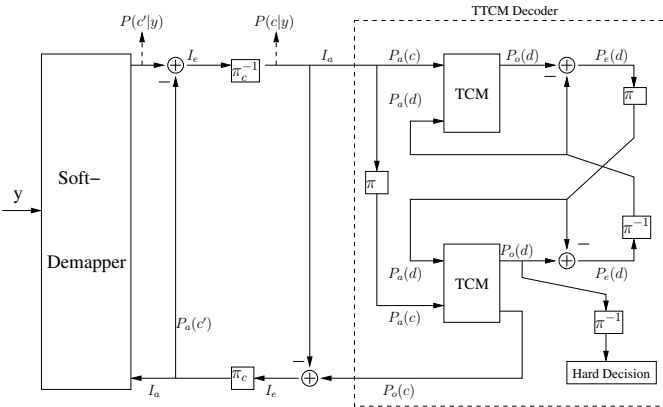 TTCM Decoder
P(c′|y)
P(c|y)
I_e
I_a
P_a(c)
P_o(d)
P_e(d)
−
−
π_c^{-1}
P_a(d)
TCM
π
Soft−
π
y
π^{-1}
−
P_o(d)
Demapper
P_a(d)
TCM
P_e(d)
P_a(c)
P_a(c′)
π^{-1}
−
π_c
Hard Decision
I_a
I_e
P_o(c)